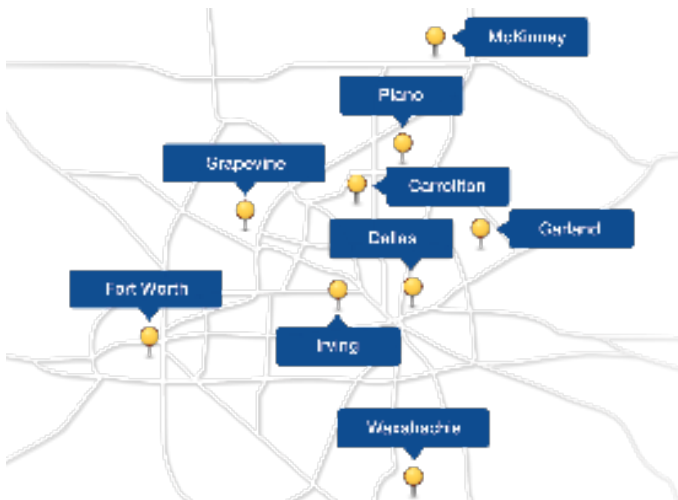 McKinney
Plano
Grapevine
Carrollton
Garland
Dallas
Fort Worth
Irving
Waxahachie